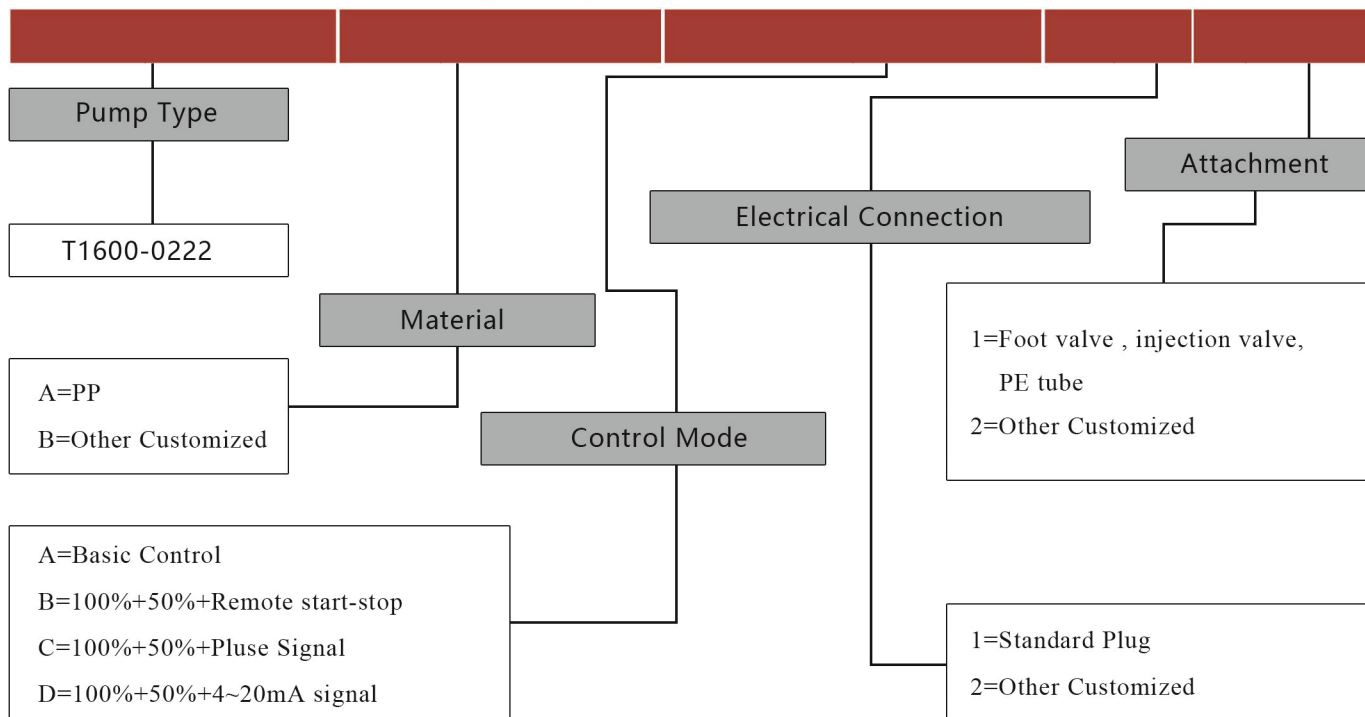 Pump Type
T1600-0222
Material
A=PP
B=Other Customized
Control Mode
A=Basic Control
B=100%+50%+Remote start-stop
C=100%+50%+Pluse Signal
D=100%+50%+4~20mA signal
Electrical Connection
1=Standard Plug
2=Other Customized
Attachment
1=Foot valve , injection valve,
PE tube
2=Other Customized